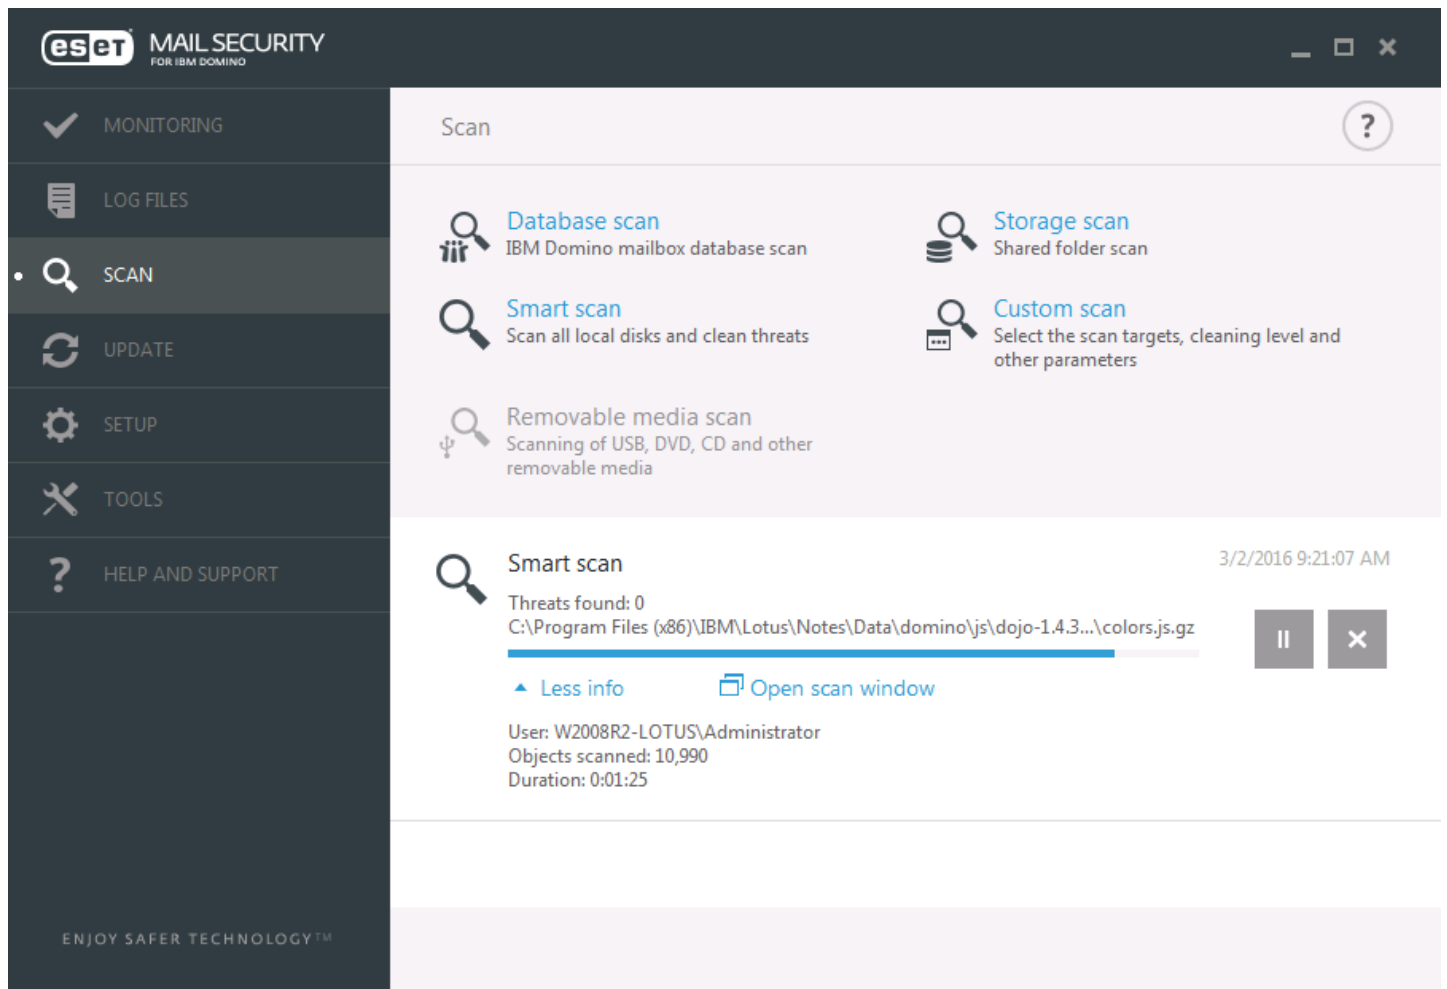 eseT MAIL SECURITY
FOR IBM DOMINO
MONITORING
LOG FILES
SCAN
UPDATE
SETUP
TOOLS
HELP AND SUPPORT
ENJOY SAFER TECHNOLOGY™
Scan
?
Database scan
IBM Domino mailbox database scan
Storage scan
Shared folder scan
Smart scan
Scan all local disks and clean threats
Custom scan
Select the scan targets, cleaning level and
other parameters
Removable media scan
Scanning of USB, DVD, CD and other
removable media
Smart scan
3/2/2016 9:21:07 AM
Threats found: 0
C:\Program Files (x86)\IBM\Lotus\Notes\Data\domino\js\dojo-1.4.3...\colors.js.gz
Less info
Open scan window
User: W2008R2-LOTUS\Administrator
Objects scanned: 10,990
Duration: 0:01:25